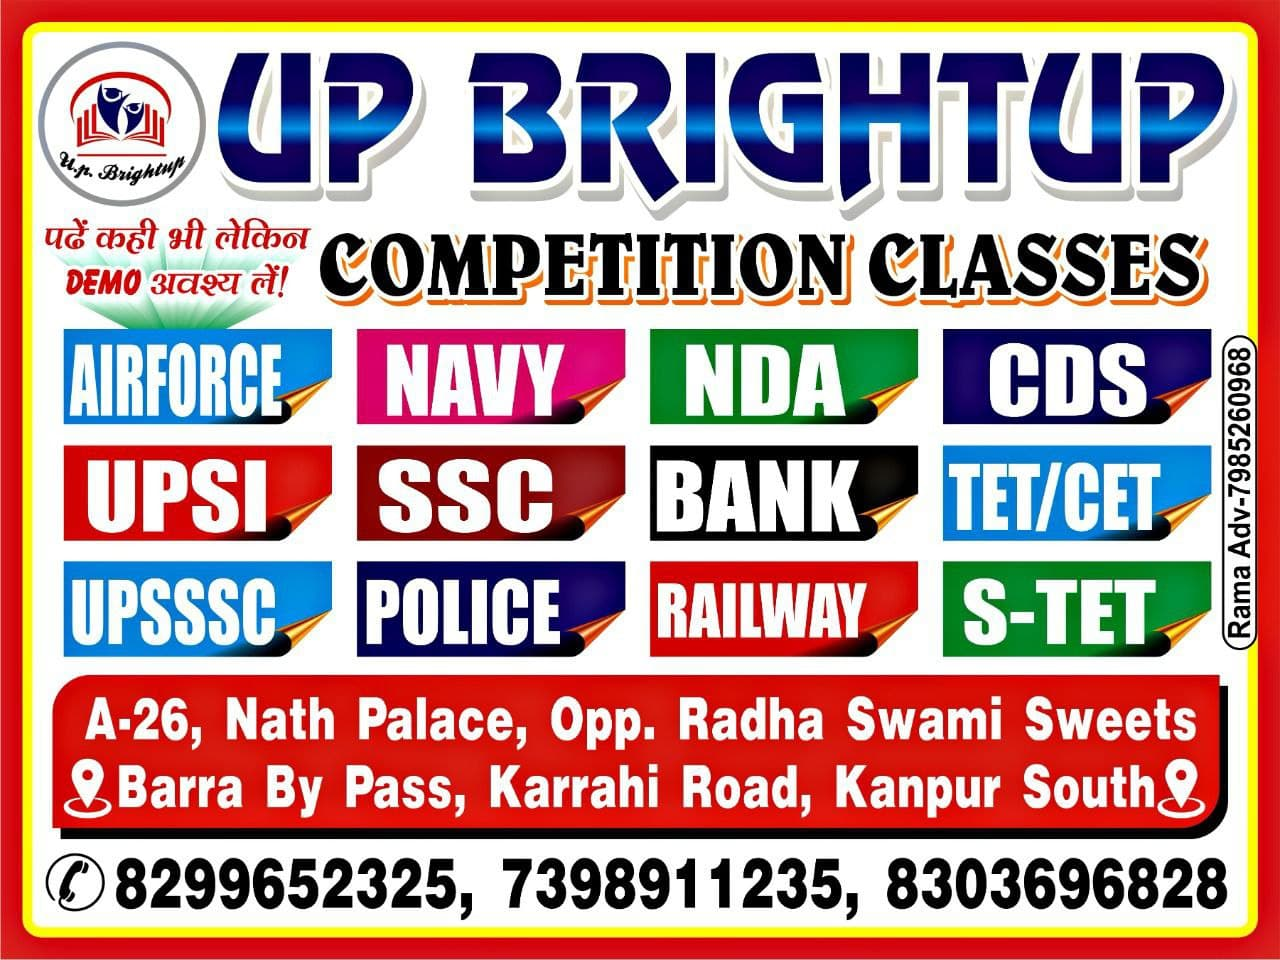 UP BRIGHTUP
U.p. Brightup
पढें कही भी लेकिन
DEMO अवश्य लें!
COMPETITION CLASSES
AIRFORCE NAVY NDA CDS
UPSI SSC BANK TET/CET
UPSSSC POLICE RAILWAY S-TET
Rama Adv-7985260968
A-26, Nath Palace, Opp. Radha Swami Sweets
Barra By Pass, Karrahi Road, Kanpur South
8299652325, 7398911235, 8303696828